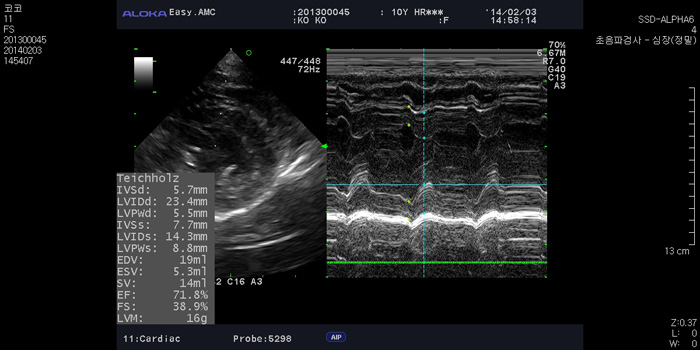 코코
11
FS
201300045
20140203
145407
ALOKA Easy.AMC :201300045 : 10Y HR*** '14/02/03
:KO KO :F 14:58:14
SSD-ALPHA6
4
초음파검사 - 심장(정밀)
447/448
72Hz
70%
6.67M
R7.0
G40
C19
A3
Teichholz
IVSd: 5.7mm
LVIDd: 23.4mm
LVPWd: 5.5mm
IVSs: 7.7mm
LVIDs: 14.3mm
LVPWs: 8.8mm
EDV: 19ml
ESV: 5.3ml
SV: 14ml
EF: 71.8%
FS: 38.9%
LVM: 16g
C16 A3
13 cm
11:Cardiac Probe:5298 AIP
Z:0.37
L: 0
W: 0